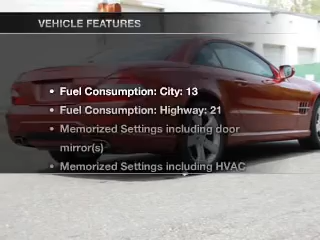 VEHICLE FEATURES
• Fuel Consumption: City: 13
• Fuel Consumption: Highway: 21
• Memorized Settings including door
mirror(s)
• Memorized Settings including HVAC